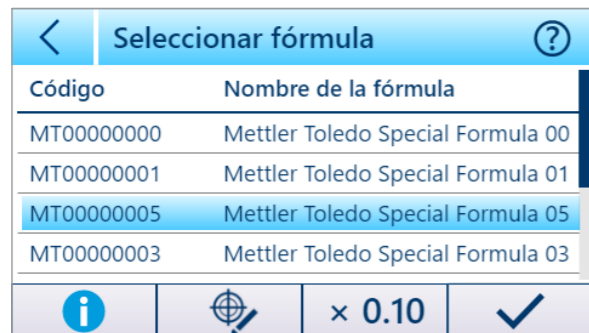 Seleccionar fórmula
Código Nombre de la fórmula
MT00000000 Mettler Toledo Special Formula 00
MT00000001 Mettler Toledo Special Formula 01
MT00000005 Mettler Toledo Special Formula 05
MT00000003 Mettler Toledo Special Formula 03
× 0.10